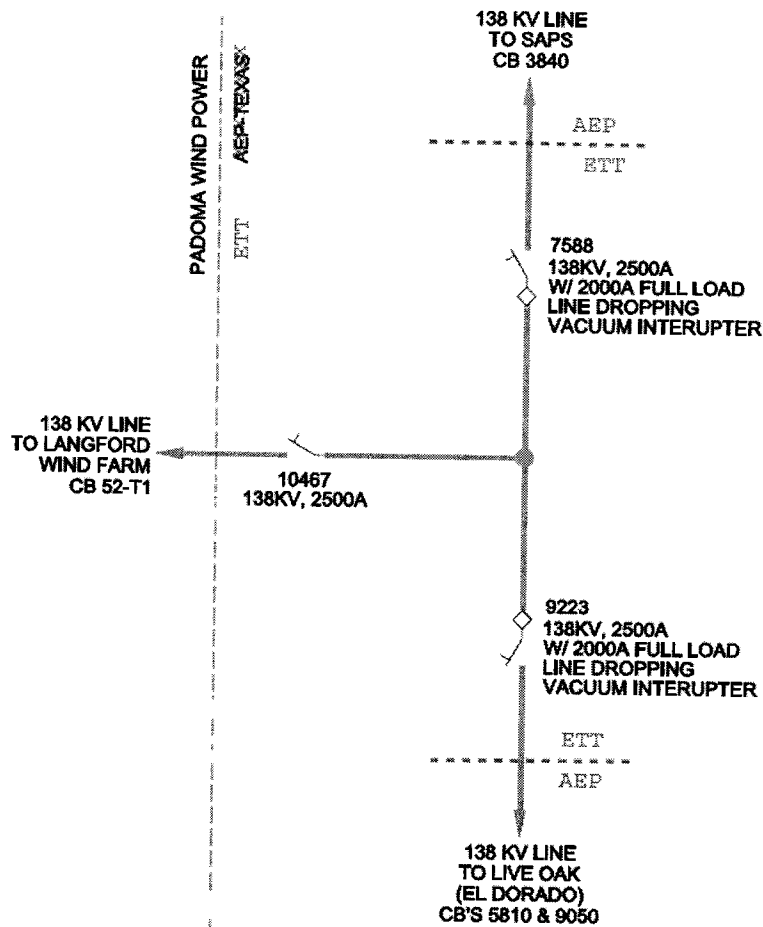 138 KV LINE
TO SAPS
CB 3840
AEP
ETT
PADOMA WIND POWER
AEP-TEXAS
ETT
7588
138KV, 2500A
W/ 2000A FULL LOAD
LINE DROPPING
VACUUM INTERUPTER
138 KV LINE
TO LANGFORD
WIND FARM
CB 52-T1
10467
138KV, 2500A
9223
138KV, 2500A
W/ 2000A FULL LOAD
LINE DROPPING
VACUUM INTERUPTER
ETT
AEP
138 KV LINE
TO LIVE OAK
(EL DORADO)
CB'S 5810 & 9050